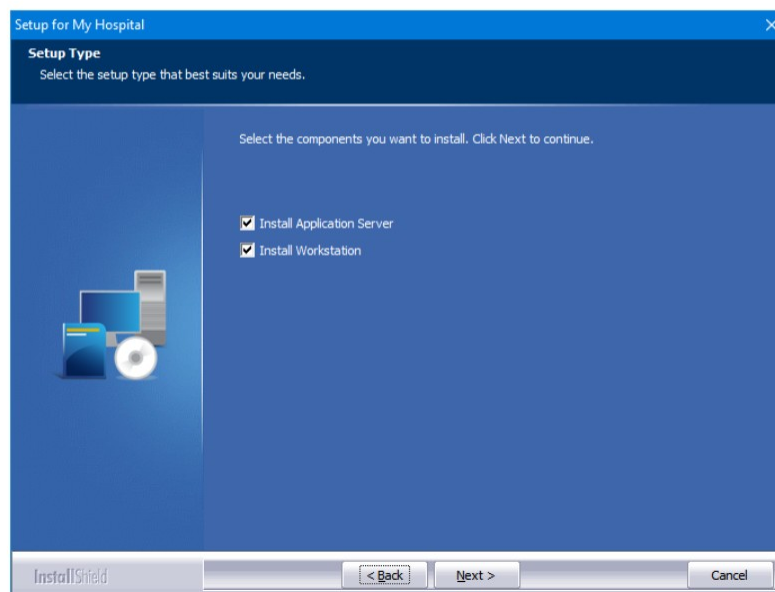 Setup for My Hospital
Setup Type
Select the setup type that best suits your needs.
Select the components you want to install. Click Next to continue.
Install Application Server
Install Workstation
InstallShield
< Back
Next >
Cancel